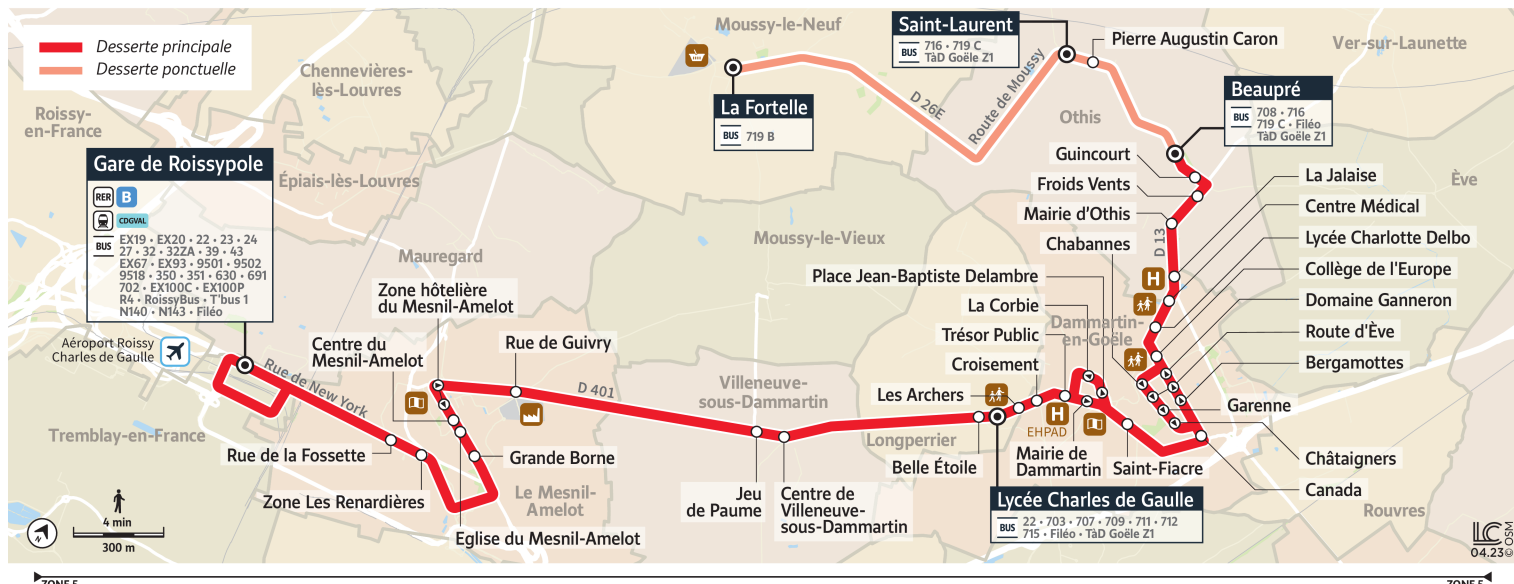 Desserte principale
Desserte ponctuelle
Roissy-
en-France
Chennevières-
lès-Louvres
Épiais-lès-Louvres
Moussy-le-Neuf
Ver-sur-Launette
Othis
Ève
Mauregard
Moussy-le-Vieux
Dammartin-
en-Goële
Villeneuve-
sous-Dammartin
Longperrier
Tremblay-en-France
Le Mesnil-
Amelot
Rouvres
Gare de Roissypole
RER B
CDGVAL
BUS
EX19 • EX20 • 22 • 23 • 24
27 • 32 • 32ZA • 39 • 43
EX67 • EX93 • 9501 • 9502
9518 • 350 • 351 • 630 • 691
702 • EX100C • EX100P
R4 • RoissyBus • T'bus 1
N140 • N143 • Filéo
Aéroport Roissy
Charles de Gaulle
Rue de New York
Rue de la Fossette
Zone Les Renardières
Zone hôtelière
du Mesnil-Amelot
Centre du
Mesnil-Amelot
Eglise du Mesnil-Amelot
Grande Borne
Rue de Guivry
D 401
Jeu
de Paume
Centre de
Villeneuve-
sous-Dammartin
Belle Étoile
Lycée Charles de Gaulle
BUS
22 • 703 • 707 • 709 • 711 • 712
715 • Filéo • TàD Goële Z1
Les Archers
Croisement
Trésor Public
La Corbie
Place Jean-Baptiste Delambre
Chabannes
H
EHPAD
Mairie de
Dammartin
Saint-Fiacre
La Fortelle
BUS
719 B
D 26E
Route de Moussy
Saint-Laurent
BUS
716 • 719 C
TàD Goële Z1
Pierre Augustin Caron
Beaupré
BUS
708 • 716
719 C • Filéo
TàD Goële Z1
Guincourt
Froids Vents
Mairie d'Othis
D 13
H
La Jalaise
Centre Médical
Lycée Charlotte Delbo
Collège de l'Europe
Domaine Ganneron
Route d'Ève
Bergamottes
Garenne
Châtaigners
Canada
N
4 min
300 m
LC
04.23
© OSM
ZONE 5
ZONE 5